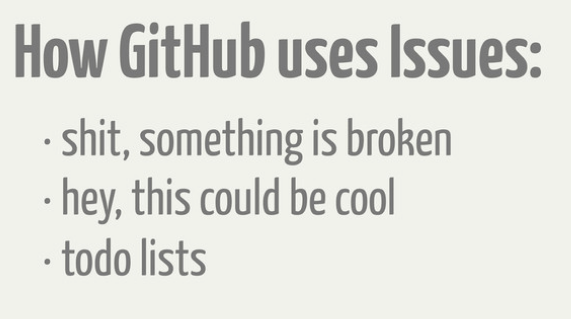 How GitHub uses Issues:
· shit, something is broken
· hey, this could be cool
· todo lists